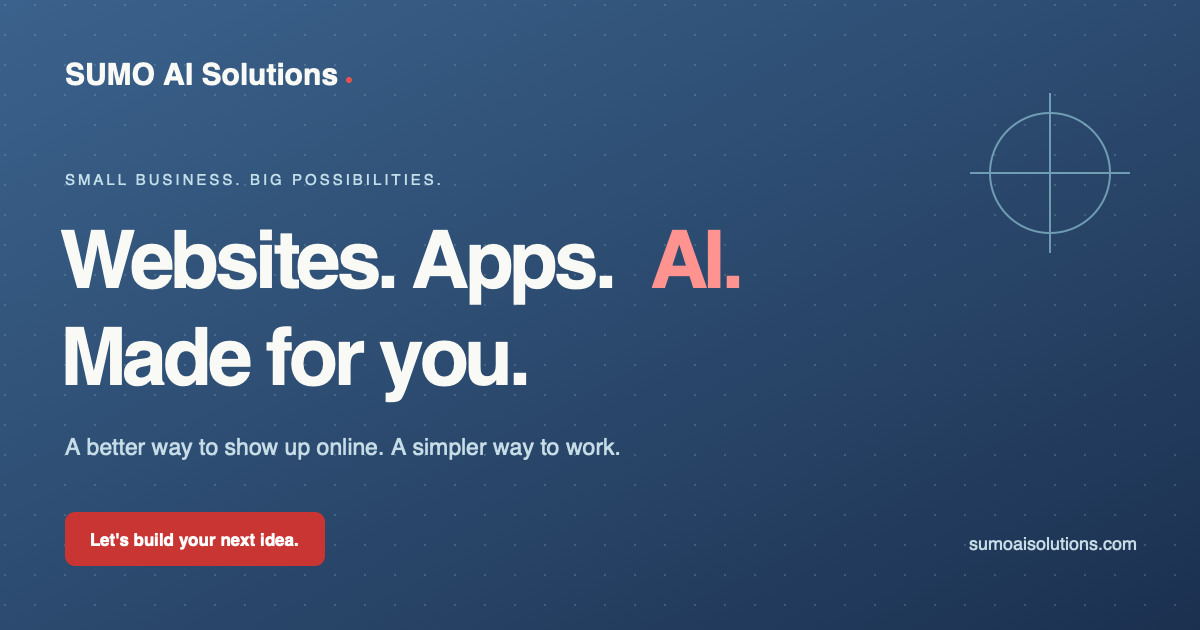 SUMO AI Solutions
SMALL BUSINESS. BIG POSSIBILITIES.
Websites. Apps. AI.
Made for you.
A better way to show up online. A simpler way to work.
Let's build your next idea.
sumoaisolutions.com